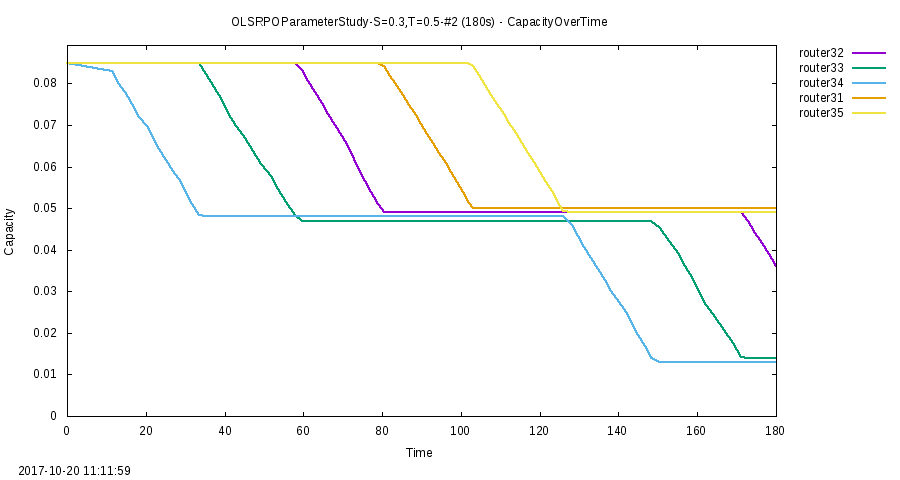 OLSRPOParameterStudy-S=0.3,T=0.5-#2 (180s) - CapacityOverTime
router32
router33
router34
router31
router35
0.08
0.07
0.06
0.05
0.04
0.03
0.02
0.01
0
Capacity
0 20 40 60 80 100 120 140 160 180
Time
2017-10-20 11:11:59